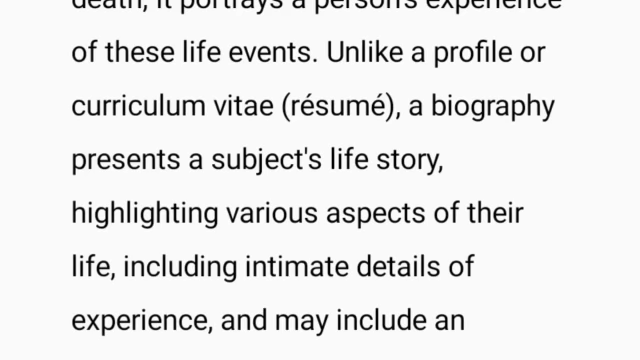 death, it portrays a person's experience
of these life events. Unlike a profile or
curriculum vitae (résumé), a biography
presents a subject's life story,
highlighting various aspects of their
life, including intimate details of
experience, and may include an